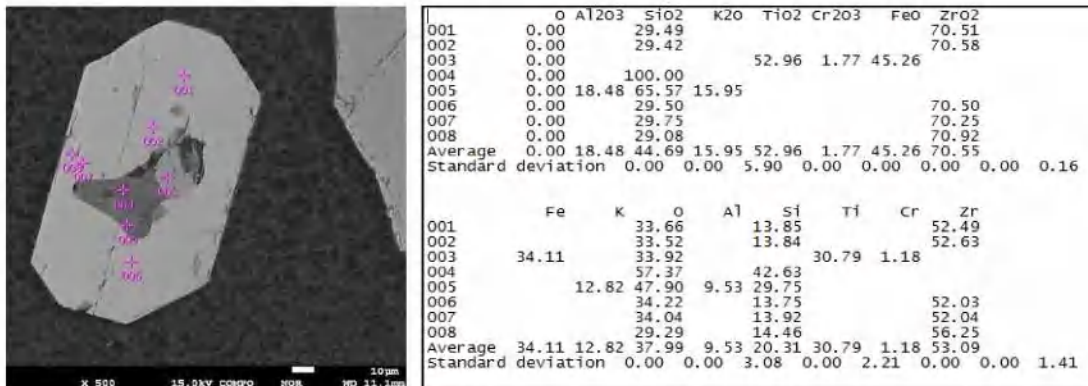 001
002
003
10µm
X 500 15.0kV COMPO NOR WD 11.1mm
O Al2O3 SiO2 K2O TiO2 Cr2O3 FeO ZrO2
001 0.00 29.49 70.51
002 0.00 29.42 70.58
003 0.00 52.96 1.77 45.26
004 0.00 100.00
005 0.00 18.48 65.57 15.95
006 0.00 29.50 70.50
007 0.00 29.75 70.25
008 0.00 29.08 70.92
Average 0.00 18.48 44.69 15.95 52.96 1.77 45.26 70.55
Standard deviation 0.00 0.00 5.90 0.00 0.00 0.00 0.00 0.16
Fe K O Al Si Ti Cr Zr
001 33.66 13.85 52.49
002 33.52 13.84 52.63
003 34.11 33.92 30.79 1.18
004 57.37 42.63
005 12.82 47.90 9.53 29.75
006 34.22 13.75 52.03
007 34.04 13.92 52.04
008 29.29 14.46 56.25
Average 34.11 12.82 37.99 9.53 20.31 30.79 1.18 53.09
Standard deviation 0.00 0.00 3.08 0.00 2.21 0.00 0.00 1.41